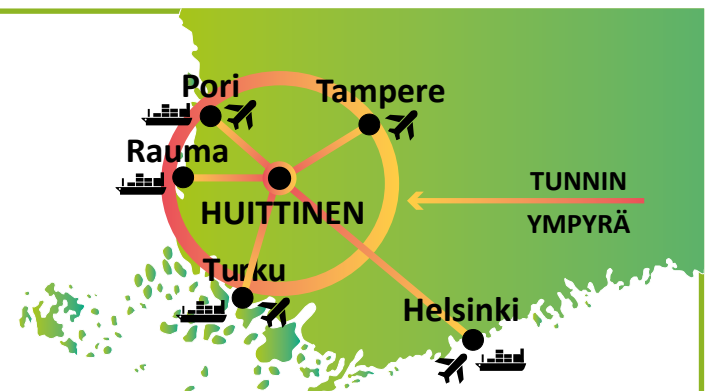 Pori
Tampere
Rauma
HUITTINEN
TUNNIN
YMPYRÄ
Turku
Helsinki